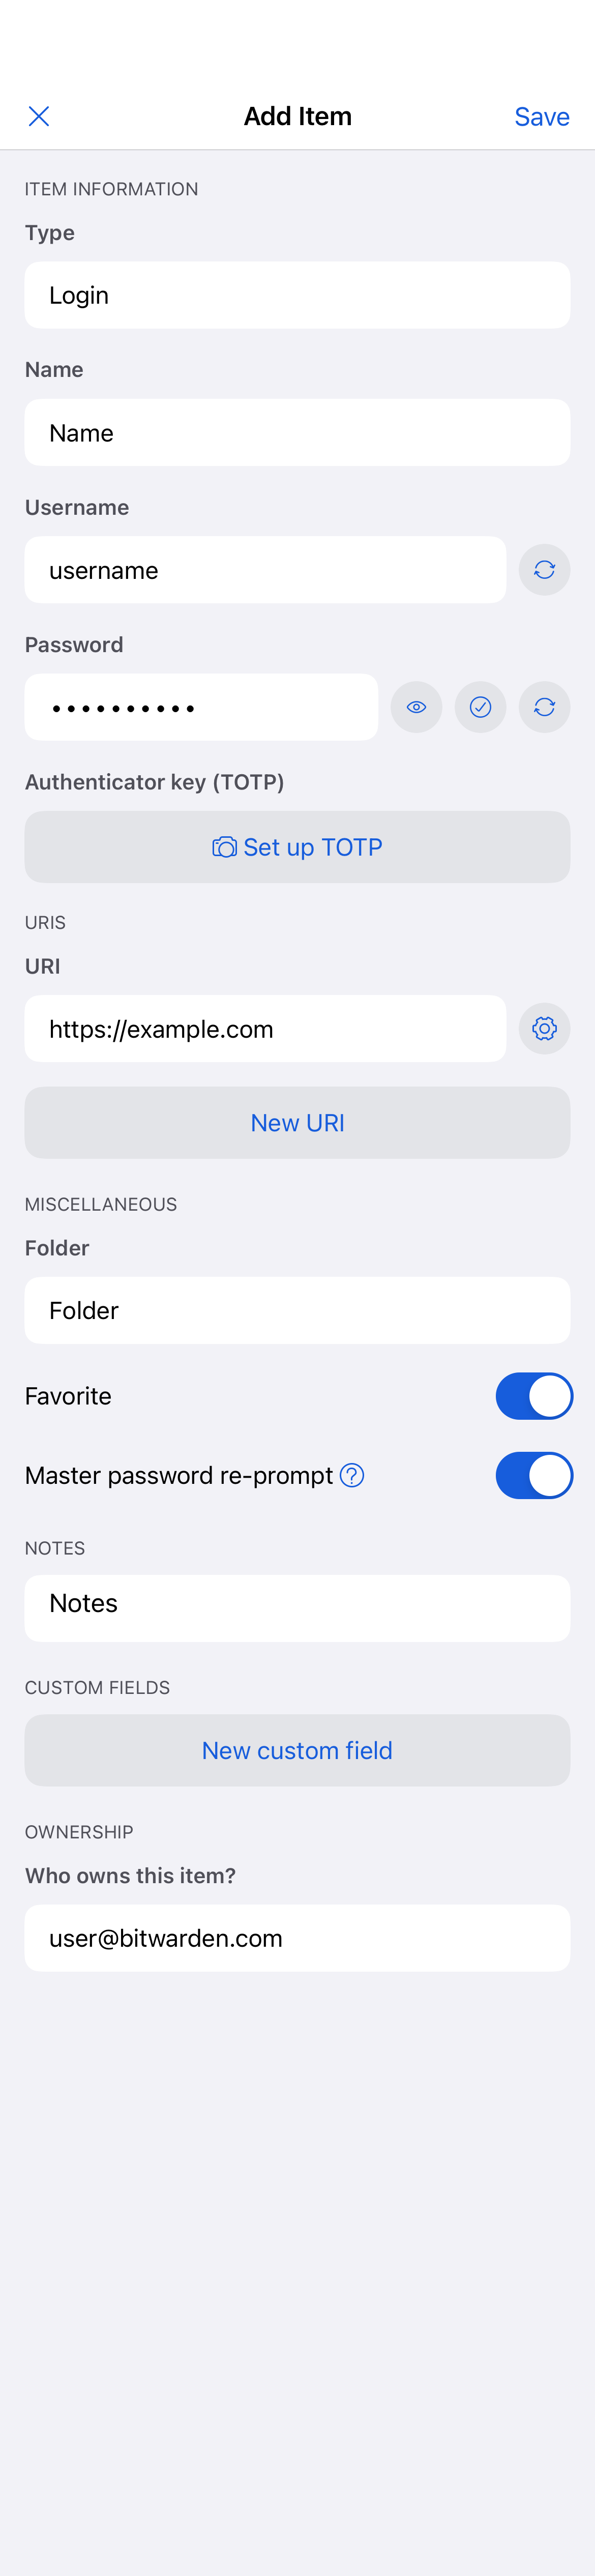 Add Item
Save
ITEM INFORMATION
Type
Login
Name
Name
Username
username
Password
••••••••••
Authenticator key (TOTP)
Set up TOTP
URIS
URI
https://example.com
New URI
MISCELLANEOUS
Folder
Folder
Favorite
Master password re-prompt
NOTES
Notes
CUSTOM FIELDS
New custom field
OWNERSHIP
Who owns this item?
user@bitwarden.com